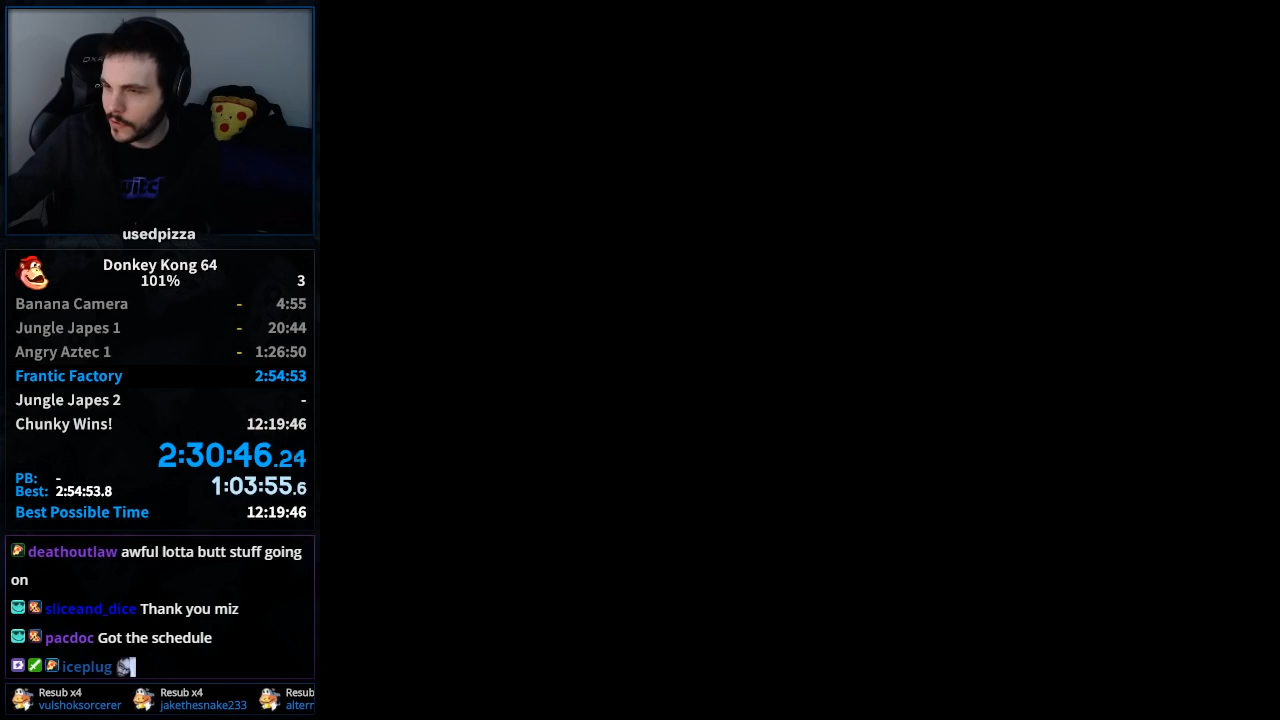 usedpizza
Donkey Kong 64
101% 3
Banana Camera - 4:55
Jungle Japes 1 - 20:44
Angry Aztec 1 - 1:26:50
Frantic Factory 2:54:53
Jungle Japes 2 -
Chunky Wins! 12:19:46
2:30:46.24
PB: -
1:03:55.6
Best: 2:54:53.8
Best Possible Time 12:19:46
deathoutlaw awful lotta butt stuff going
on
sliceand_dice Thank you miz
pacdoc Got the schedule
iceplug
Resub x4 Resub x4 Resub
vulshoksorcerer jakethesnake233 altern